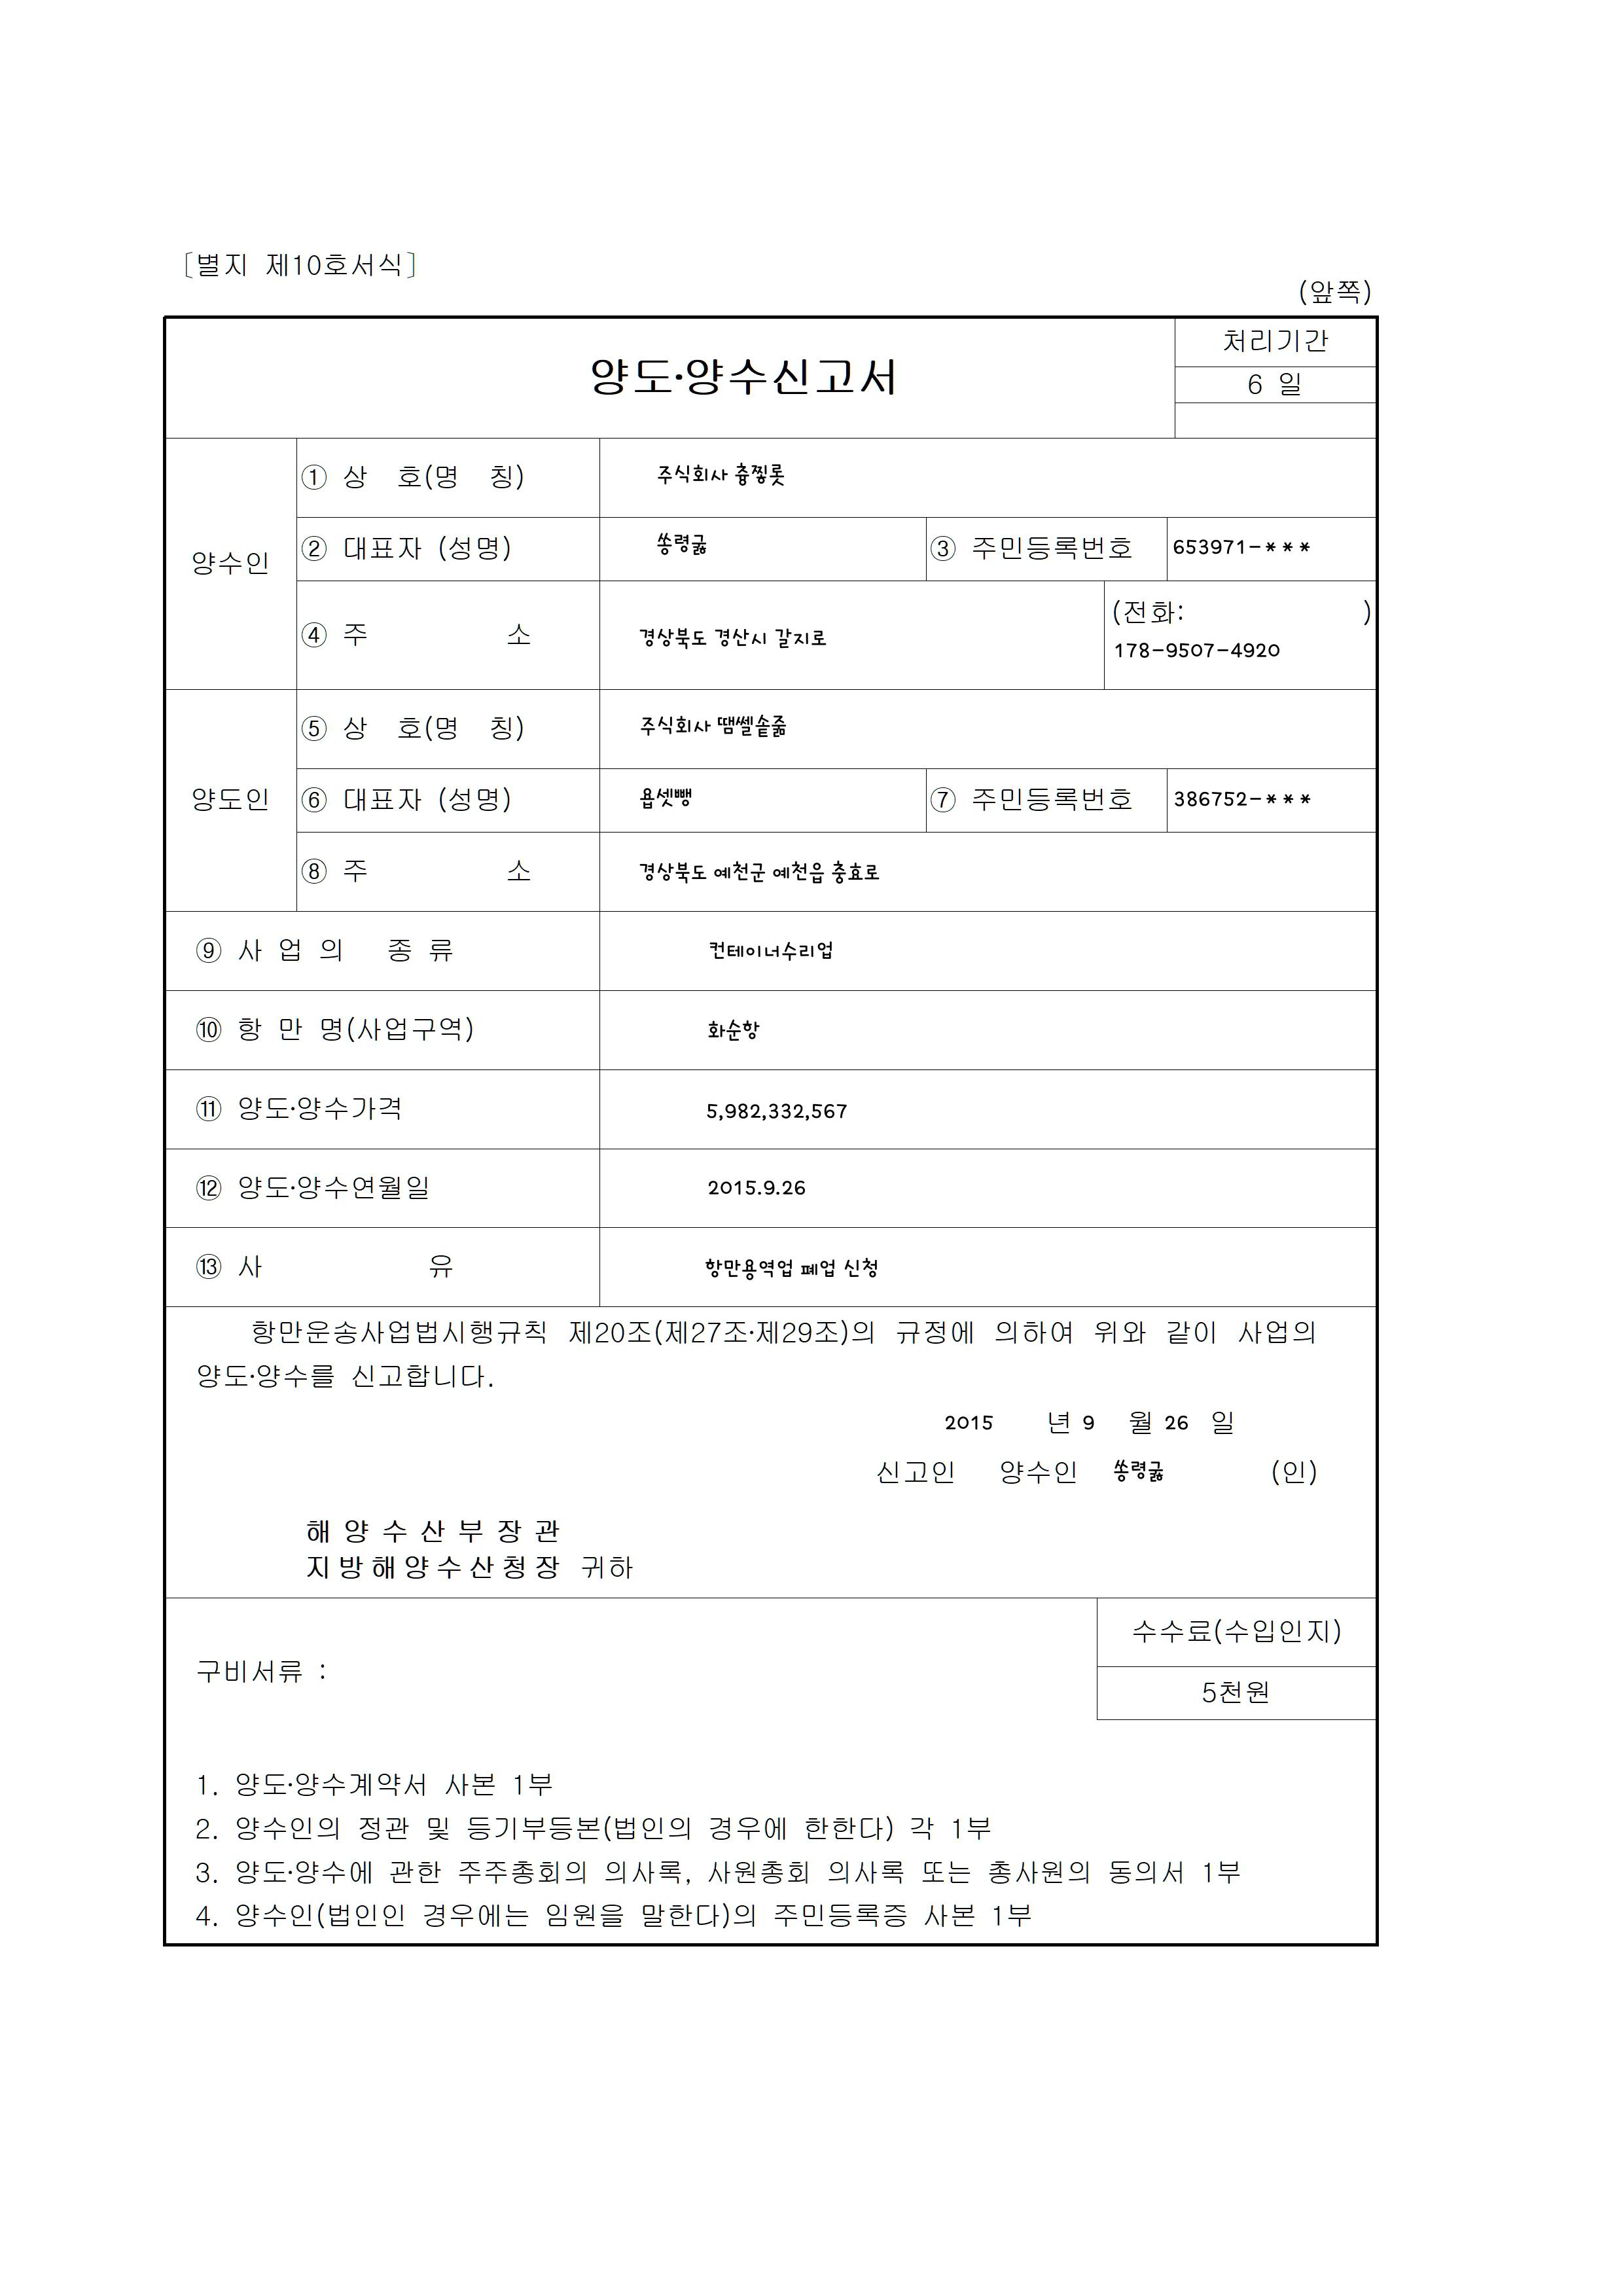 [별지 제10호서식]
(앞쪽)
양도·양수신고서
처리기간
6 일
양수인
① 상 호(명 칭)
주식회사 흉찧롯
② 대표자 (성명)
쏭령긇
③ 주민등록번호
653971-***
④ 주 소
경상북도 경산시 갈지로
(전화: )
178-9507-4920
양도인
⑤ 상 호(명 칭)
주식회사 땜쎌솥줆
⑥ 대표자 (성명)
욥셋뺑
⑦ 주민등록번호
386752-***
⑧ 주 소
경상북도 예천군 예천읍 충효로
⑨ 사 업 의 종 류
컨테이너수리업
⑩ 항 만 명(사업구역)
화순항
⑪ 양도·양수가격
5,982,332,567
⑫ 양도·양수연월일
2015.9.26
⑬ 사 유
항만용역업 폐업 신청
항만운송사업법시행규칙 제20조(제27조·제29조)의 규정에 의하여 위와 같이 사업의
양도·양수를 신고합니다.
2015 년 9 월 26 일
신고인 양수인 쏭령긇 (인)
해 양 수 산 부 장 관
지방해양수산청장 귀하
구비서류 :
수수료(수입인지)
5천원
1. 양도·양수계약서 사본 1부
2. 양수인의 정관 및 등기부등본(법인의 경우에 한한다) 각 1부
3. 양도·양수에 관한 주주총회의 의사록, 사원총회 의사록 또는 총사원의 동의서 1부
4. 양수인(법인인 경우에는 임원을 말한다)의 주민등록증 사본 1부